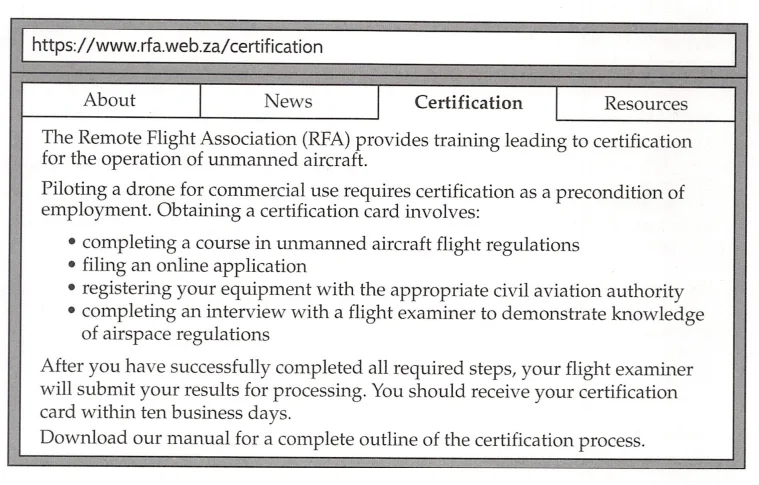 https://www.rfa.web.za/certification
About
News
Certification
Resources
The Remote Flight Association (RFA) provides training leading to certification
for the operation of unmanned aircraft.
Piloting a drone for commercial use requires certification as a precondition of
employment. Obtaining a certification card involves:
• completing a course in unmanned aircraft flight regulations
• filing an online application
• registering your equipment with the appropriate civil aviation authority
• completing an interview with a flight examiner to demonstrate knowledge
of airspace regulations
After you have successfully completed all required steps, your flight examiner
will submit your results for processing. You should receive your certification
card within ten business days.
Download our manual for a complete outline of the certification process.